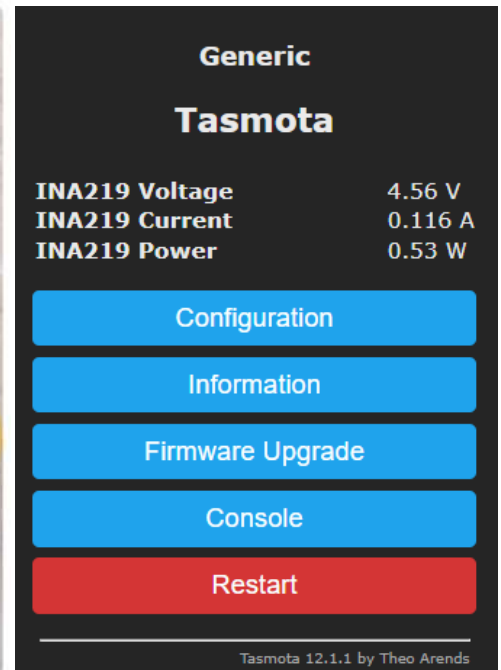 Generic
Tasmota
INA219 Voltage 4.56 V
INA219 Current 0.116 A
INA219 Power 0.53 W
Configuration
Information
Firmware Upgrade
Console
Restart
Tasmota 12.1.1 by Theo Arends